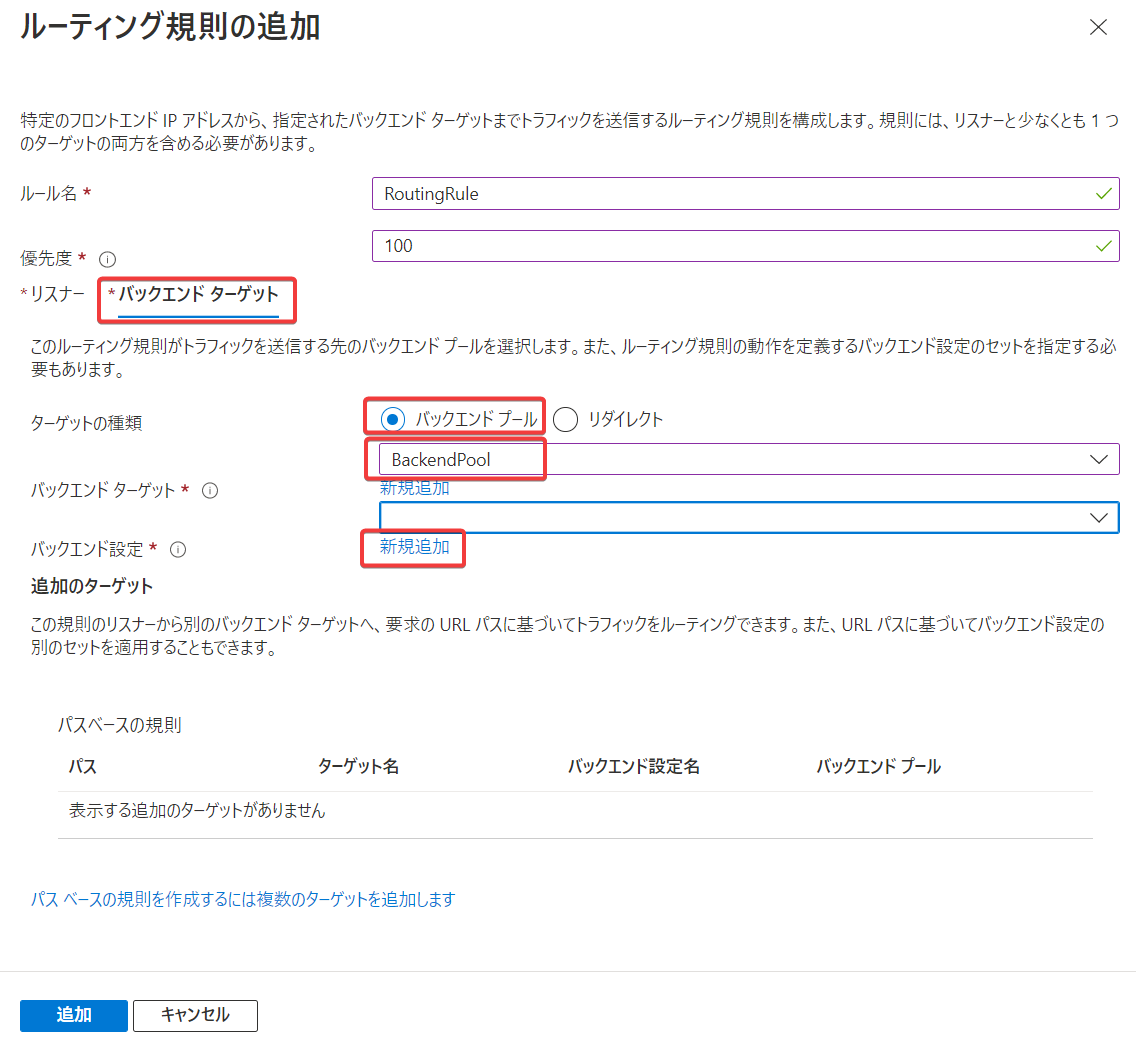 ルーティング規則の追加
特定のフロントエンド IP アドレスから、指定されたバックエンド ターゲットまでトラフィックを送信するルーティング規則を構成します。規則には、リスナーと少なくとも 1 つ
のターゲットの両方を含める必要があります。
ルール名 *
RoutingRule
優先度 *
100
* リスナー
* バックエンド ターゲット
このルーティング規則がトラフィックを送信する先のバックエンド プールを選択します。また、ルーティング規則の動作を定義するバックエンド設定のセットを指定する必
要もあります。
ターゲットの種類
バックエンド プール
リダイレクト
BackendPool
バックエンド ターゲット *
新規追加
バックエンド設定 *
新規追加
追加のターゲット
この規則のリスナーから別のバックエンド ターゲットへ、要求の URL パスに基づいてトラフィックをルーティングできます。また、URL パスに基づいてバックエンド設定の
別のセットを適用することもできます。
パスベースの規則
パス
ターゲット名
バックエンド設定名
バックエンド プール
表示する追加のターゲットがありません
パス ベースの規則を作成するには複数のターゲットを追加します
追加
キャンセル